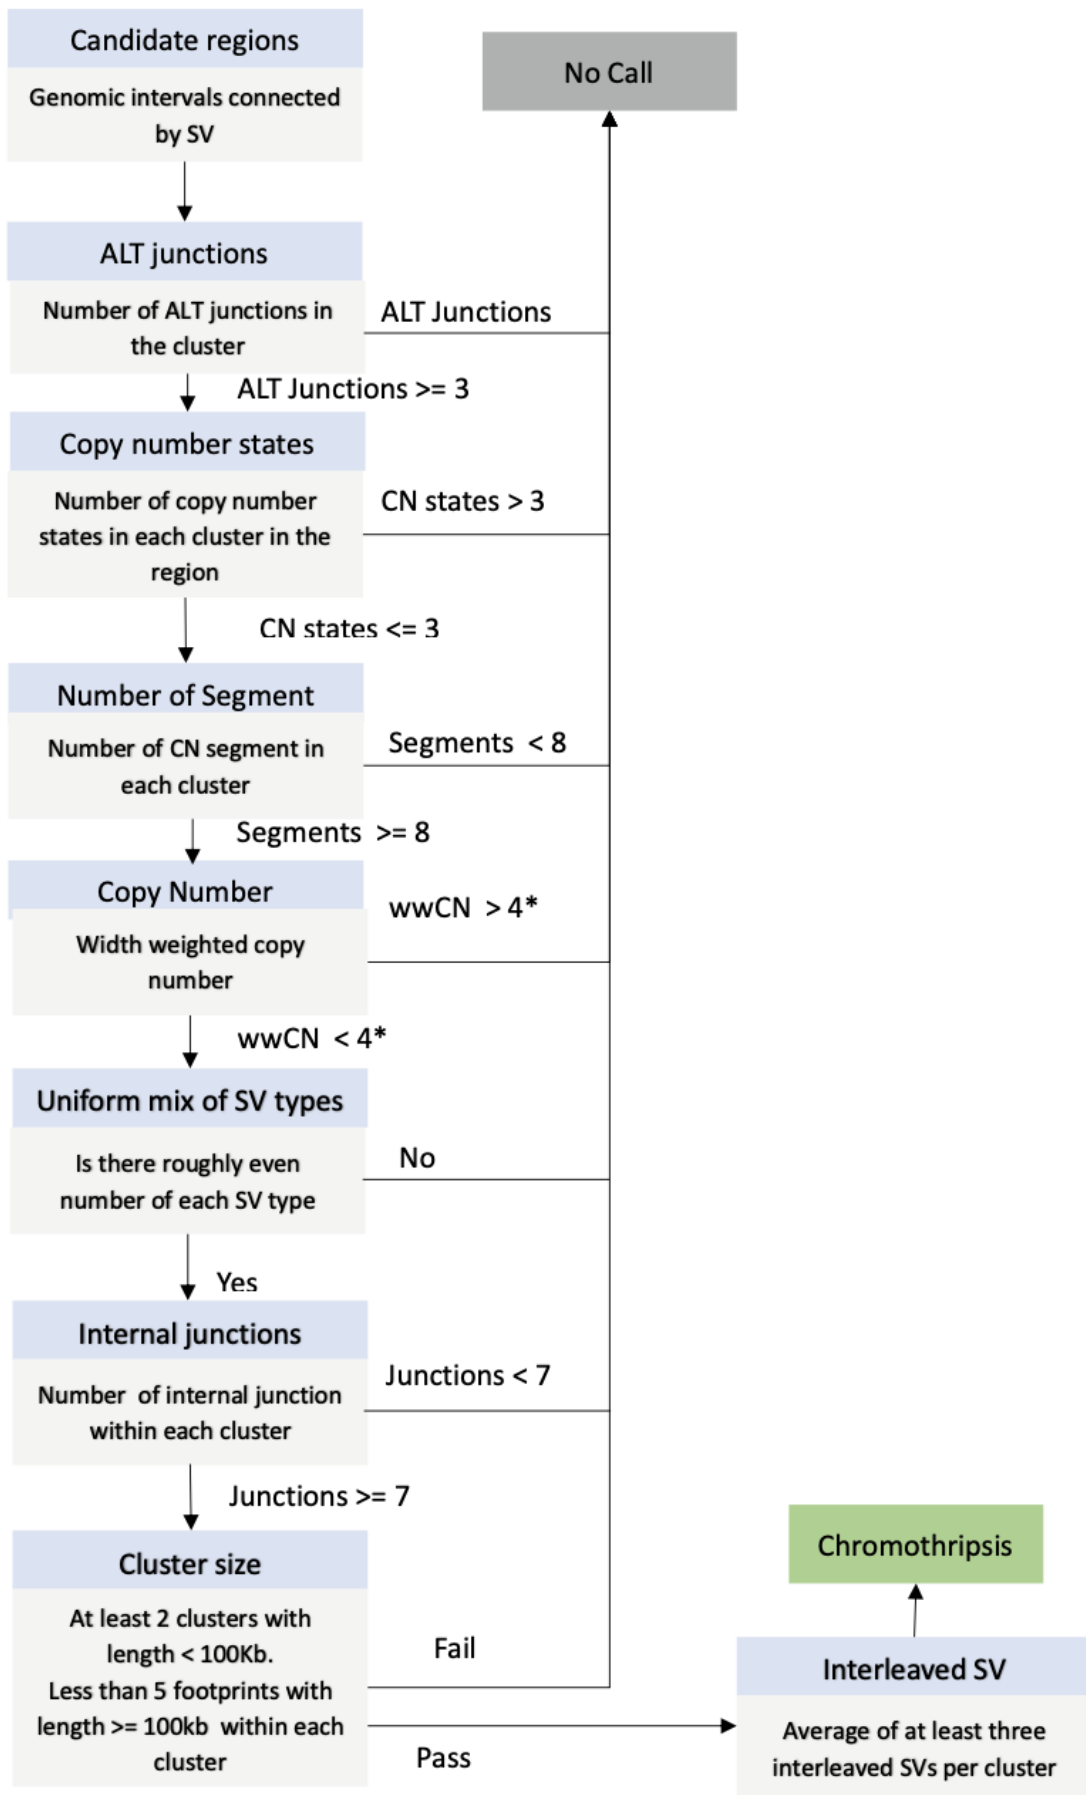 Candidate regions
Genomic intervals connected
by SV
No Call
ALT junctions
Number of ALT junctions in
the cluster
ALT Junctions
ALT Junctions >= 3
Copy number states
Number of copy number
states in each cluster in the
region
CN states > 3
CN states <= 3
Number of Segment
Number of CN segment in
each cluster
Segments < 8
Segments >= 8
Copy Number
Width weighted copy
number
wwCN > 4*
wwCN < 4*
Uniform mix of SV types
Is there roughly even
number of each SV type
No
Yes
Internal junctions
Number of internal junction
within each cluster
Junctions < 7
Junctions >= 7
Cluster size
At least 2 clusters with
length < 100Kb.
Less than 5 footprints with
length >= 100kb within each
cluster
Fail
Pass
Chromothripsis
Interleaved SV
Average of at least three
interleaved SVs per cluster